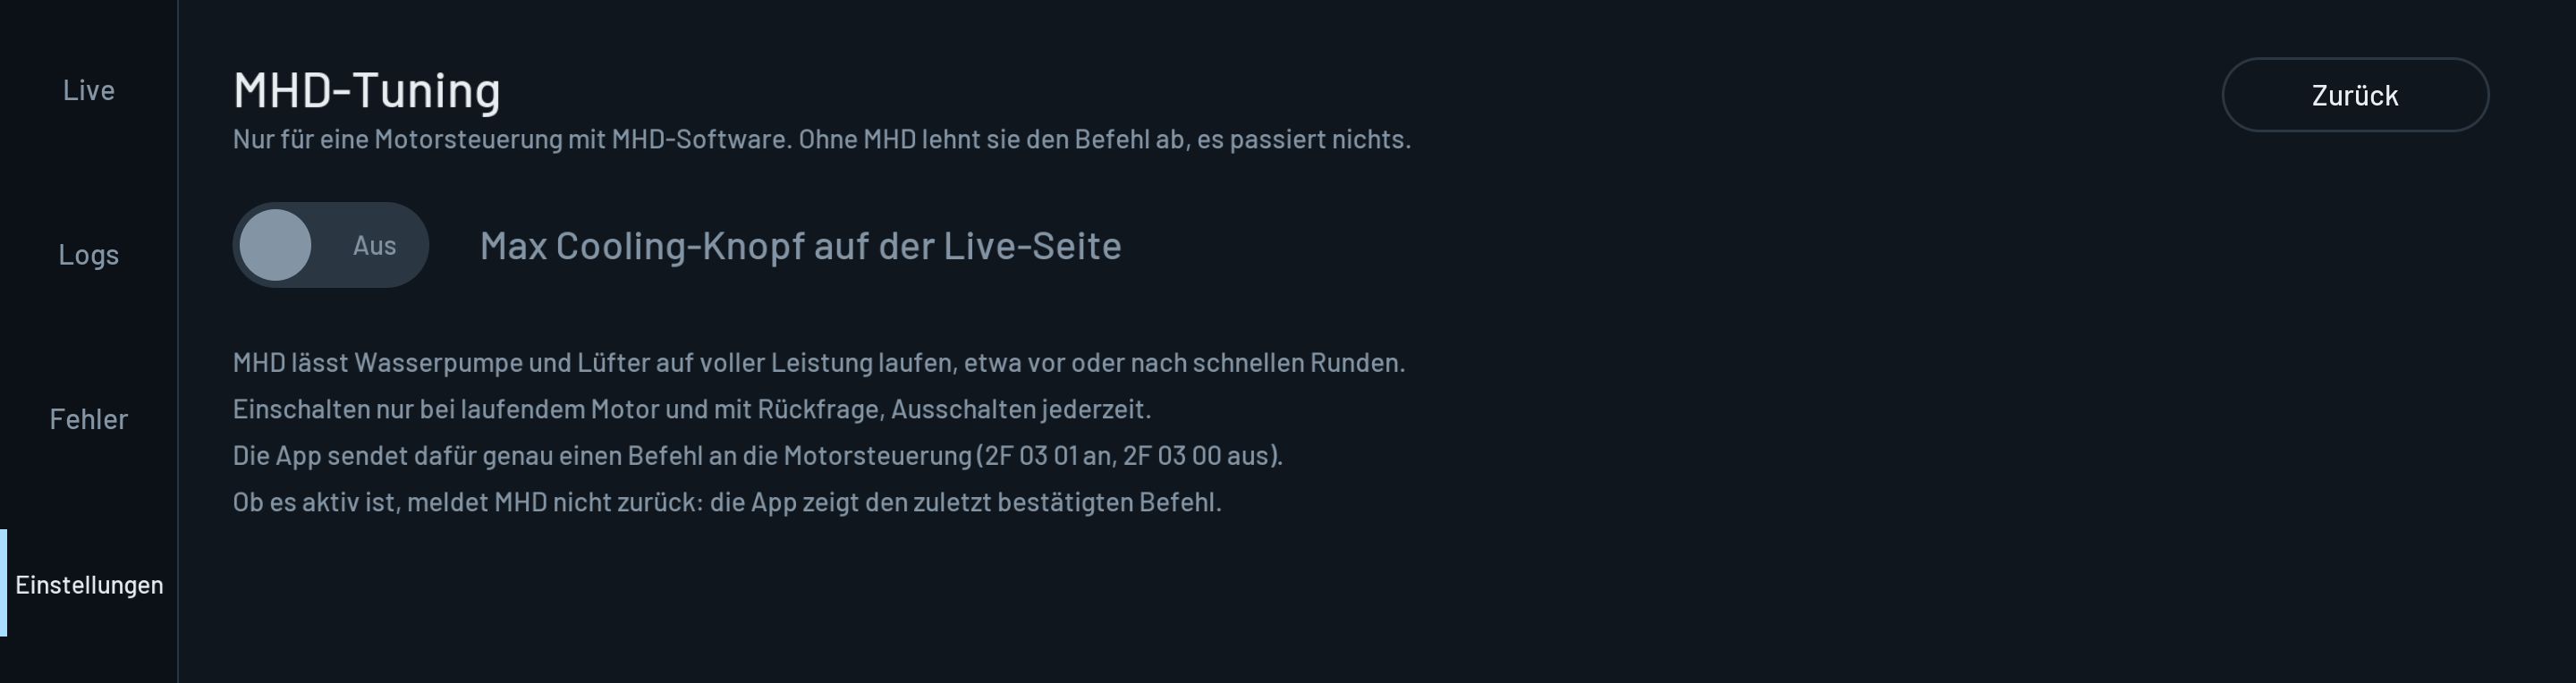 Live
Logs
Fehler
Einstellungen
MHD-Tuning
Zurück
Nur für eine Motorsteuerung mit MHD-Software. Ohne MHD lehnt sie den Befehl ab, es passiert nichts.
Aus
Max Cooling-Knopf auf der Live-Seite
MHD lässt Wasserpumpe und Lüfter auf voller Leistung laufen, etwa vor oder nach schnellen Runden.
Einschalten nur bei laufendem Motor und mit Rückfrage, Ausschalten jederzeit.
Die App sendet dafür genau einen Befehl an die Motorsteuerung (2F 03 01 an, 2F 03 00 aus).
Ob es aktiv ist, meldet MHD nicht zurück: die App zeigt den zuletzt bestätigten Befehl.